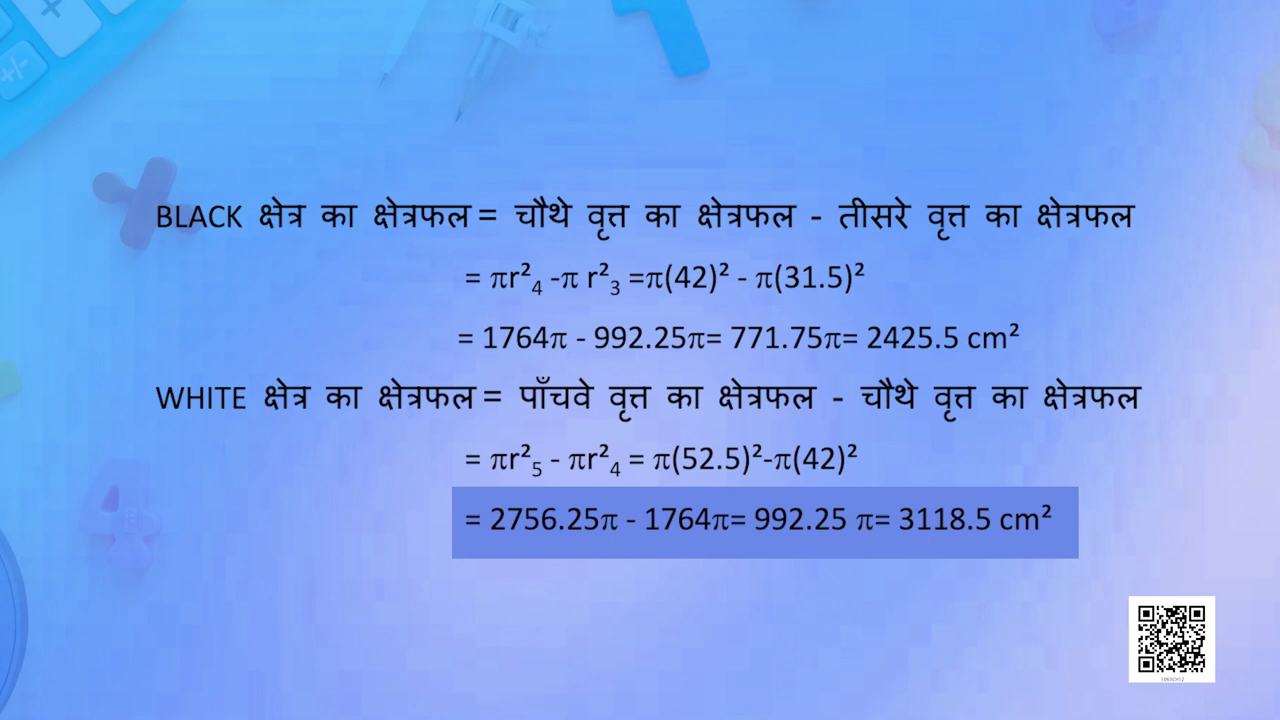 BLACK क्षेत्र का क्षेत्रफल = चौथे वृत्त का क्षेत्रफल - तीसरे वृत्त का क्षेत्रफल
= πr²₄ -π r²₃ =π(42)² - π(31.5)²
= 1764π - 992.25π= 771.75π= 2425.5 cm²
WHITE क्षेत्र का क्षेत्रफल = पाँचवे वृत्त का क्षेत्रफल - चौथे वृत्त का क्षेत्रफल
= πr²₅ - πr²₄ = π(52.5)²-π(42)²
= 2756.25π - 1764π= 992.25 π= 3118.5 cm²
1063CH12